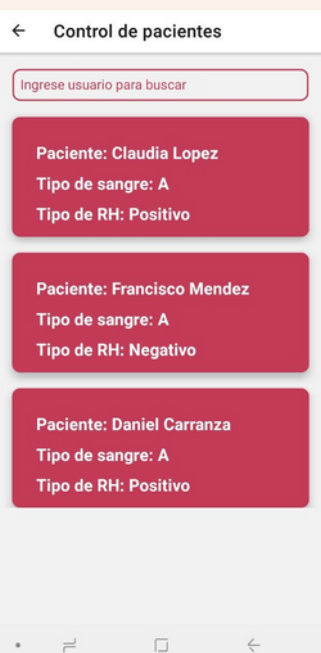 Control de pacientes
Ingrese usuario para buscar
Paciente: Claudia Lopez
Tipo de sangre: A
Tipo de RH: Positivo
Paciente: Francisco Mendez
Tipo de sangre: A
Tipo de RH: Negativo
Paciente: Daniel Carranza
Tipo de sangre: A
Tipo de RH: Positivo